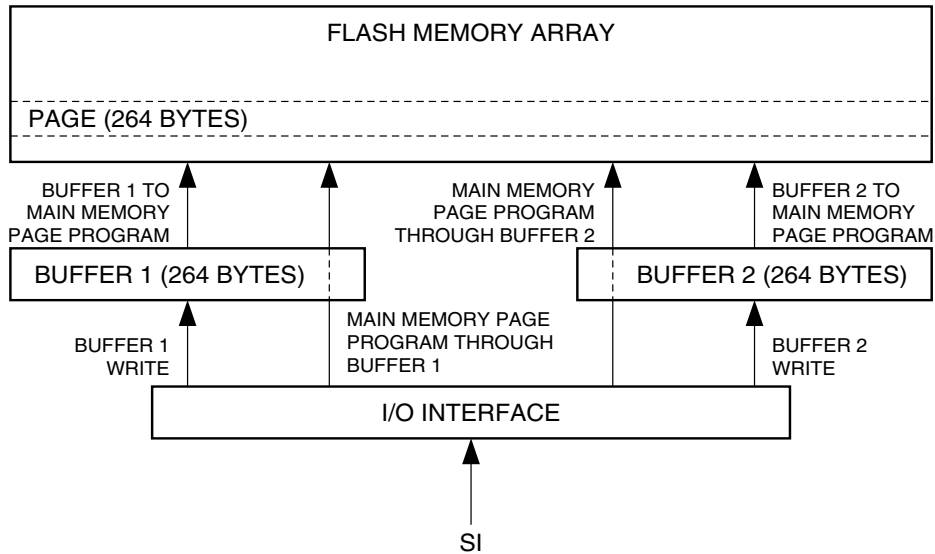 FLASH MEMORY ARRAY
PAGE (264 BYTES)
BUFFER 1 TO
MAIN MEMORY
PAGE PROGRAM
MAIN MEMORY
PAGE PROGRAM
THROUGH BUFFER 2
BUFFER 2 TO
MAIN MEMORY
PAGE PROGRAM
BUFFER 1 (264 BYTES)
BUFFER 2 (264 BYTES)
BUFFER 1
WRITE
MAIN MEMORY PAGE
PROGRAM THROUGH
BUFFER 1
BUFFER 2
WRITE
I/O INTERFACE
SI